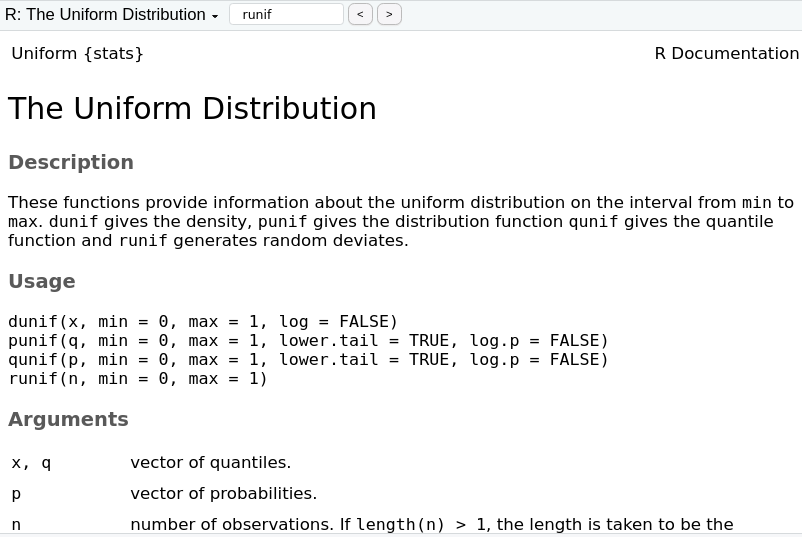 R: The Uniform Distribution runif < >
Uniform {stats} R Documentation
The Uniform Distribution
Description
These functions provide information about the uniform distribution on the interval from min to
max. dunif gives the density, punif gives the distribution function qunif gives the quantile
function and runif generates random deviates.
Usage
dunif(x, min = 0, max = 1, log = FALSE)
punif(q, min = 0, max = 1, lower.tail = TRUE, log.p = FALSE)
qunif(p, min = 0, max = 1, lower.tail = TRUE, log.p = FALSE)
runif(n, min = 0, max = 1)
Arguments
x, q vector of quantiles.
p vector of probabilities.
n number of observations. If length(n) > 1, the length is taken to be the